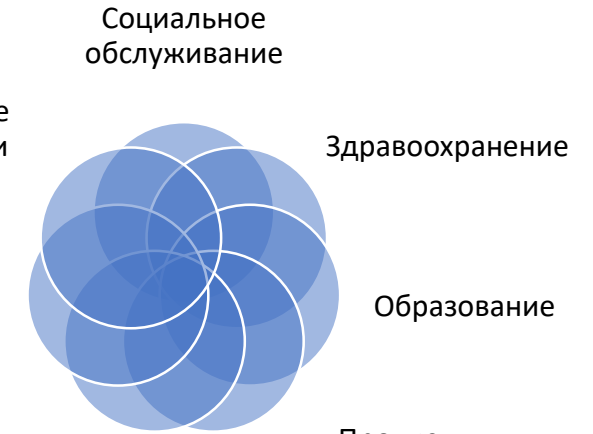 Социальное
обслуживание
Здравоохранение
Образование